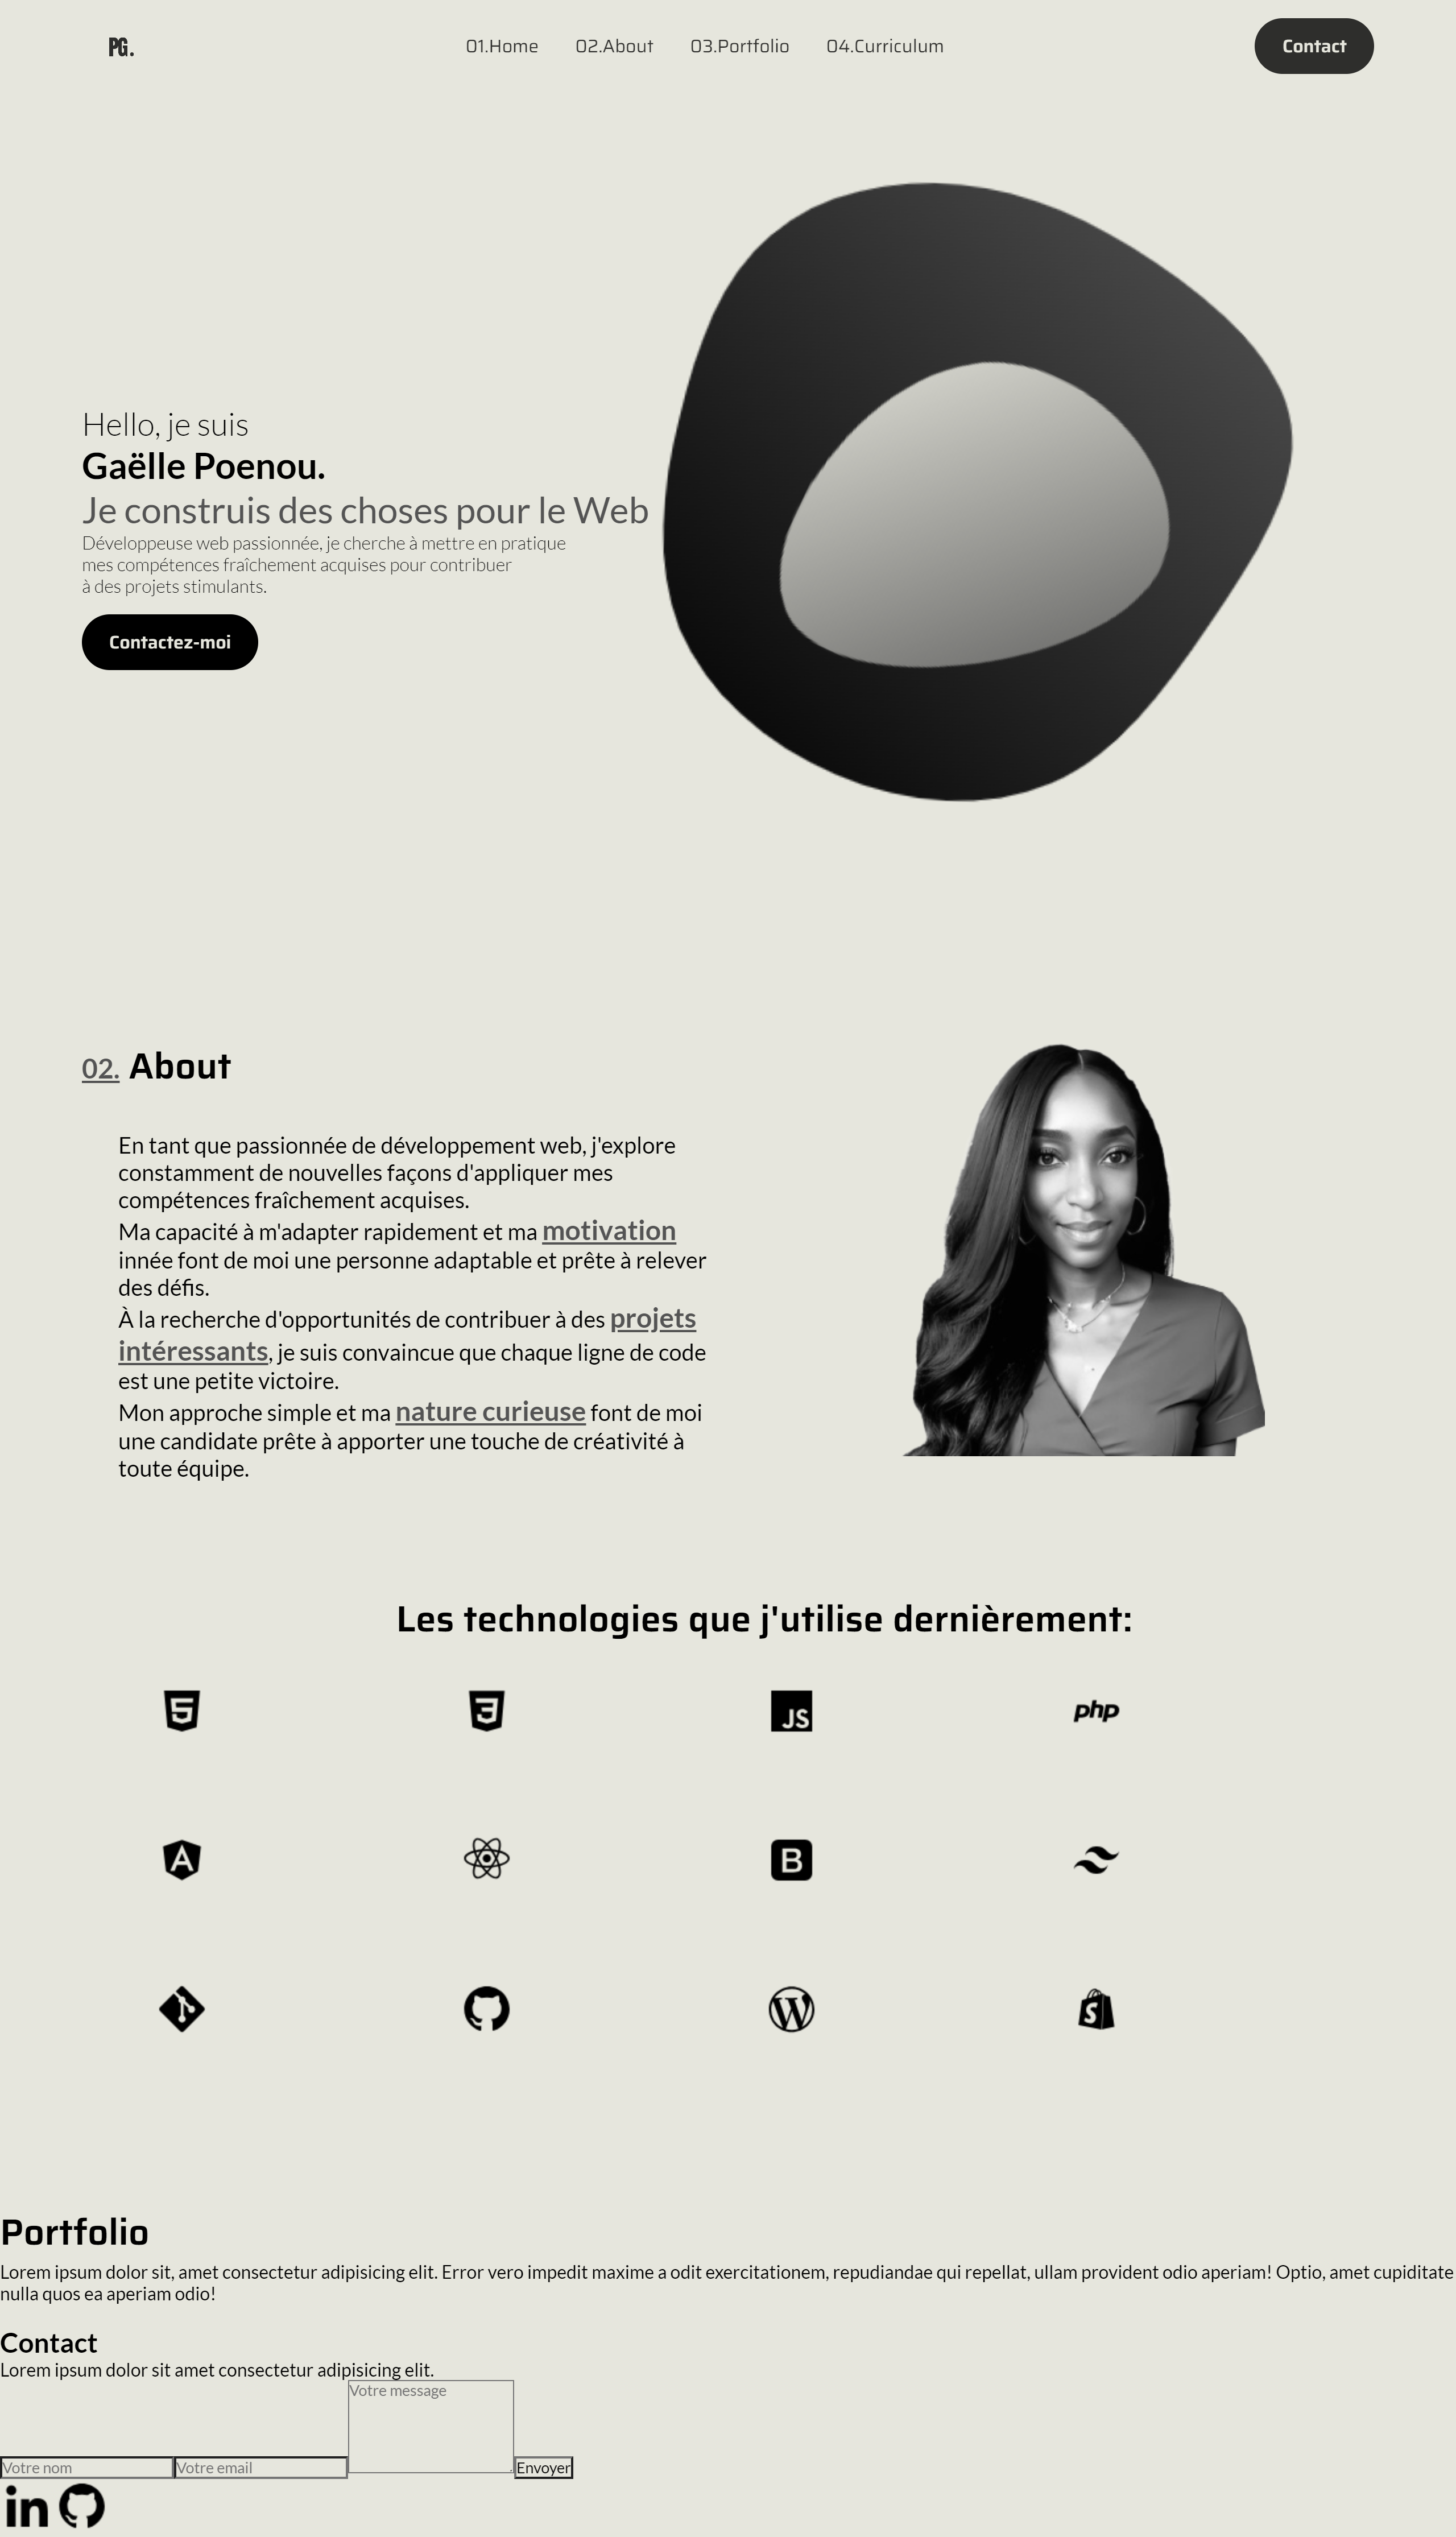 PG.
01.Home 02.About 03.Portfolio 04.Curriculum
Contact
Hello, je suis
Gaëlle Poenou.
Je construis des choses pour le Web
Développeuse web passionnée, je cherche à mettre en pratique
mes compétences fraîchement acquises pour contribuer
à des projets stimulants.
Contactez-moi
02. About
En tant que passionnée de développement web, j'explore
constamment de nouvelles façons d'appliquer mes
compétences fraîchement acquises.
Ma capacité à m'adapter rapidement et ma motivation
innée font de moi une personne adaptable et prête à relever
des défis.
À la recherche d'opportunités de contribuer à des projets
intéressants, je suis convaincue que chaque ligne de code
est une petite victoire.
Mon approche simple et ma nature curieuse font de moi
une candidate prête à apporter une touche de créativité à
toute équipe.
Les technologies que j'utilise dernièrement:
5 3 JS php
A B
W S
Portfolio
Lorem ipsum dolor sit, amet consectetur adipisicing elit. Error vero impedit maxime a odit exercitationem, repudiandae qui repellat, ullam provident odio aperiam! Optio, amet cupiditate
nulla quos ea aperiam odio!
Contact
Lorem ipsum dolor sit amet consectetur adipisicing elit.
Votre message
Votre nom Votre email Envoyer
in